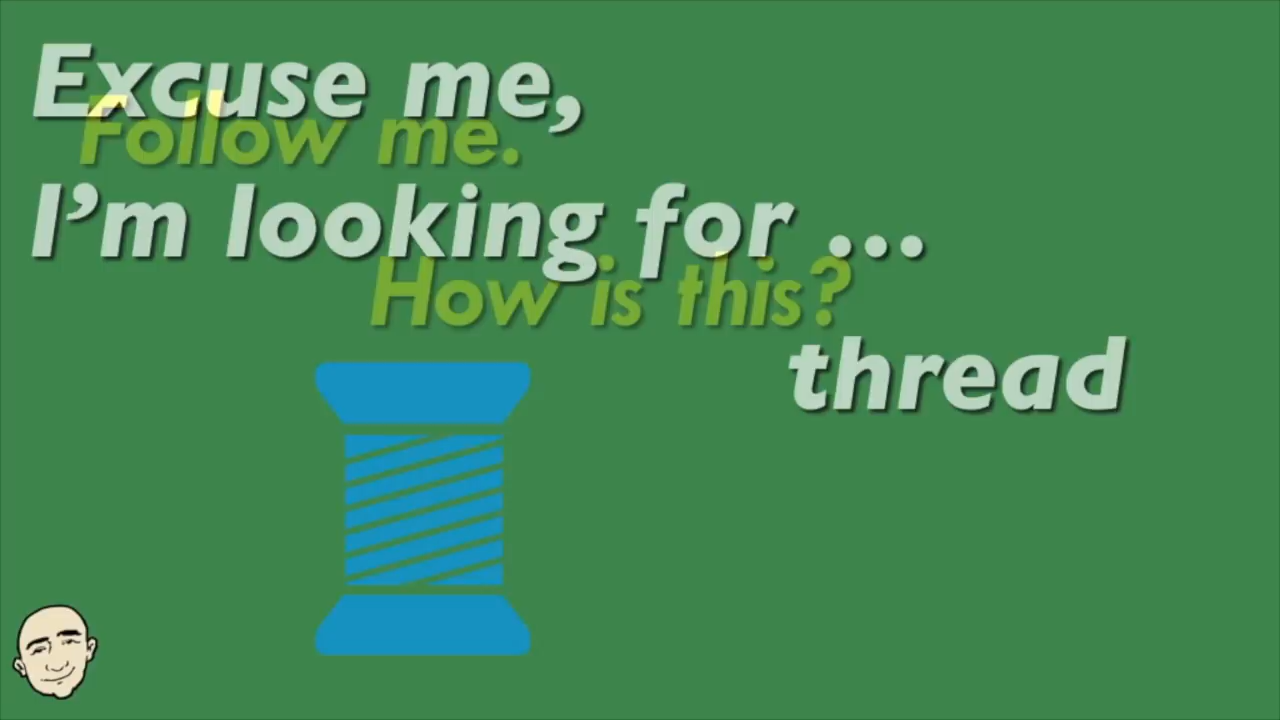 Excuse me,
Follow me.
I'm looking for ...
How is this?
thread